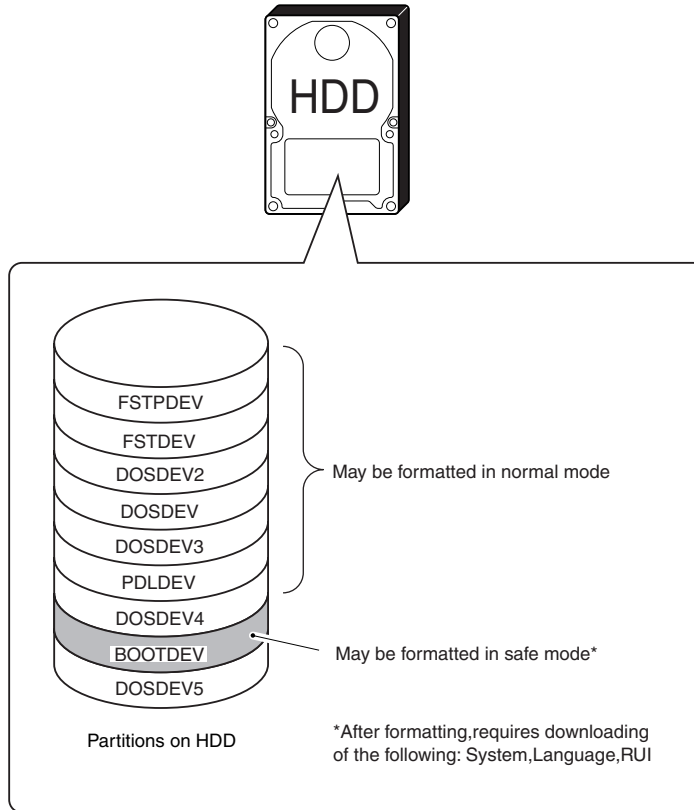 HDD
FSTPDEV
FSTDEV
DOSDEV2
DOSDEV
DOSDEV3
PDLDEV
DOSDEV4
BOOTDEV
DOSDEV5
May be formatted in normal mode
May be formatted in safe mode*
Partitions on HDD
*After formatting,requires downloading
of the following: System,Language,RUI